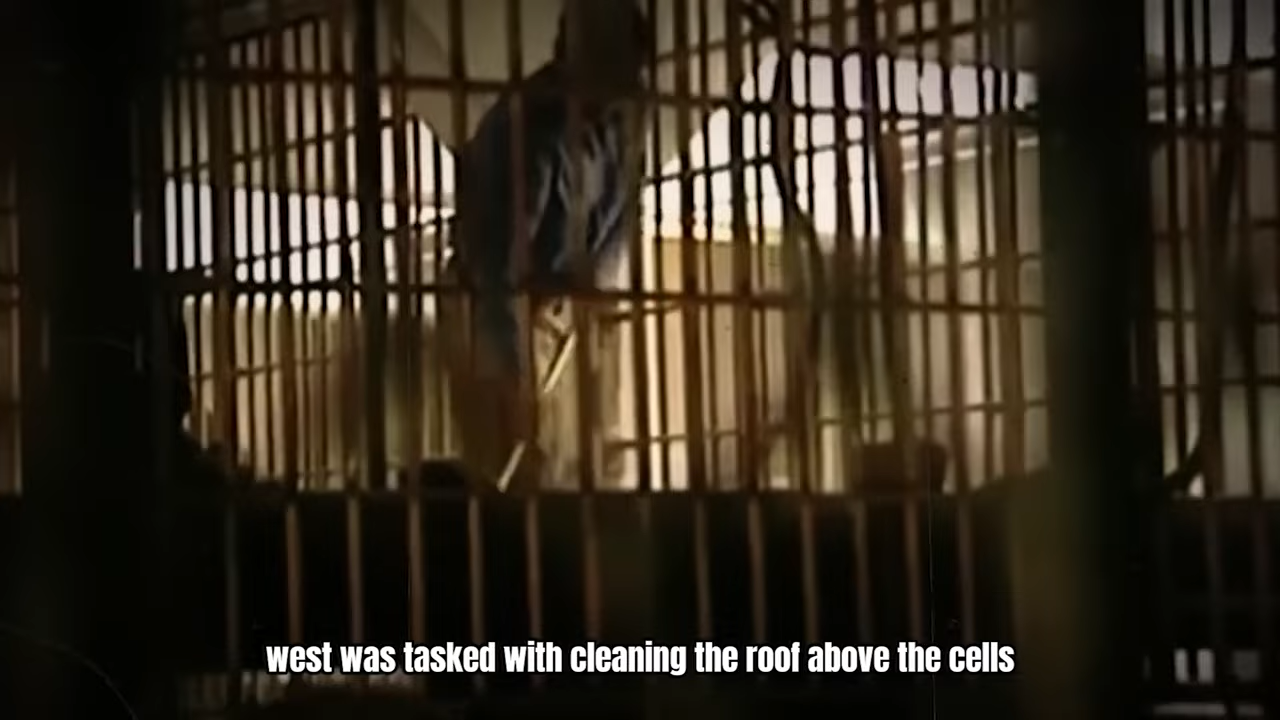 west was tasked with cleaning the roof above the cells